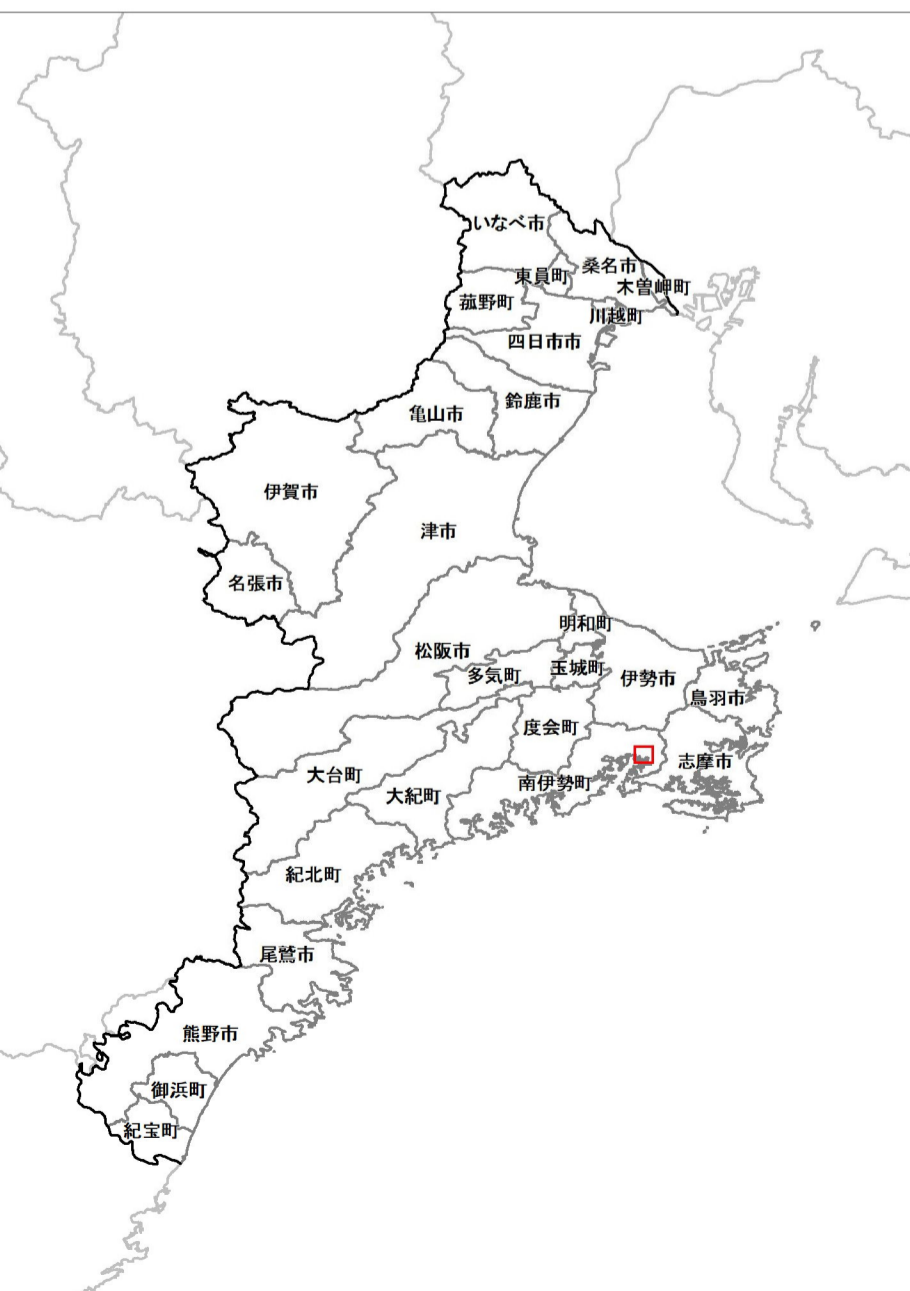 いなべ市
桑名市
東員町
木曽岬町
菰野町
川越町
四日市市
鈴鹿市
亀山市
伊賀市
津市
名張市
明和町
松阪市
玉城町
多気町
伊勢市
鳥羽市
度会町
志摩市
大台町
南伊勢町
大紀町
紀北町
尾鷲市
熊野市
御浜町
紀宝町